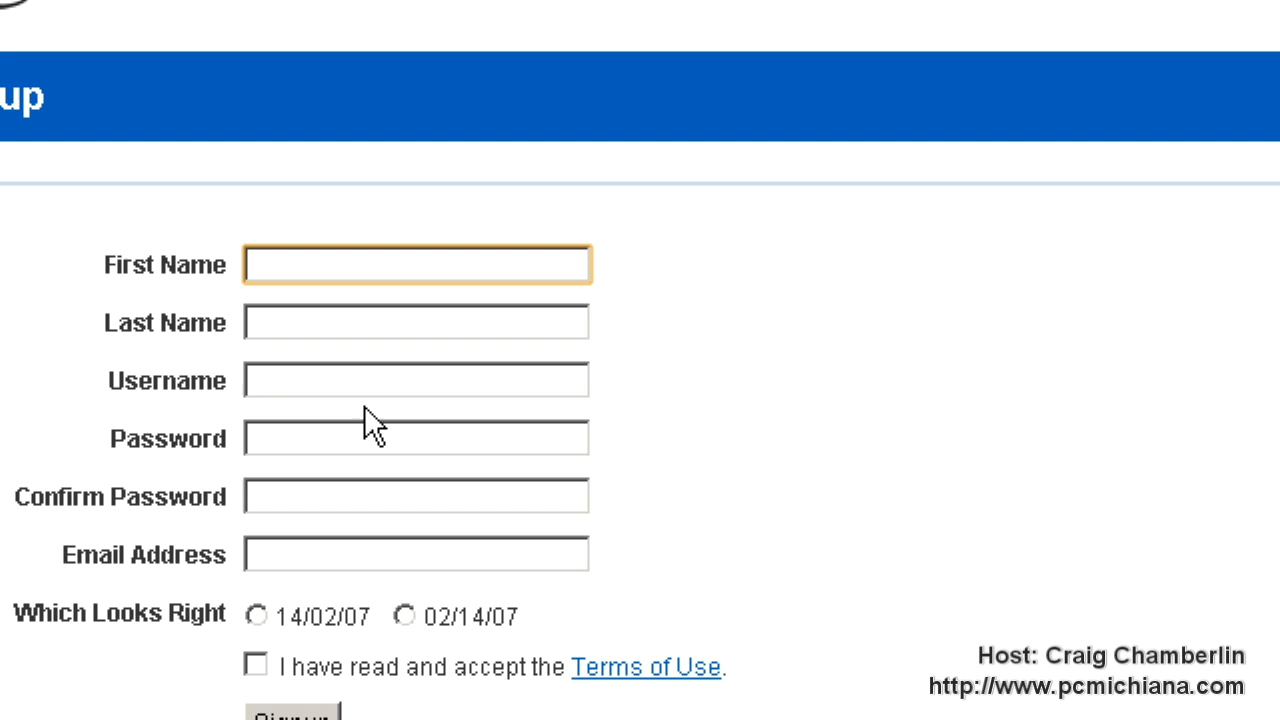 up
First Name
Last Name
Username
Password
Confirm Password
Email Address
Which Looks Right 14/02/07 02/14/07
I have read and accept the Terms of Use.
Host: Craig Chamberlin
http://www.pcmichiana.com